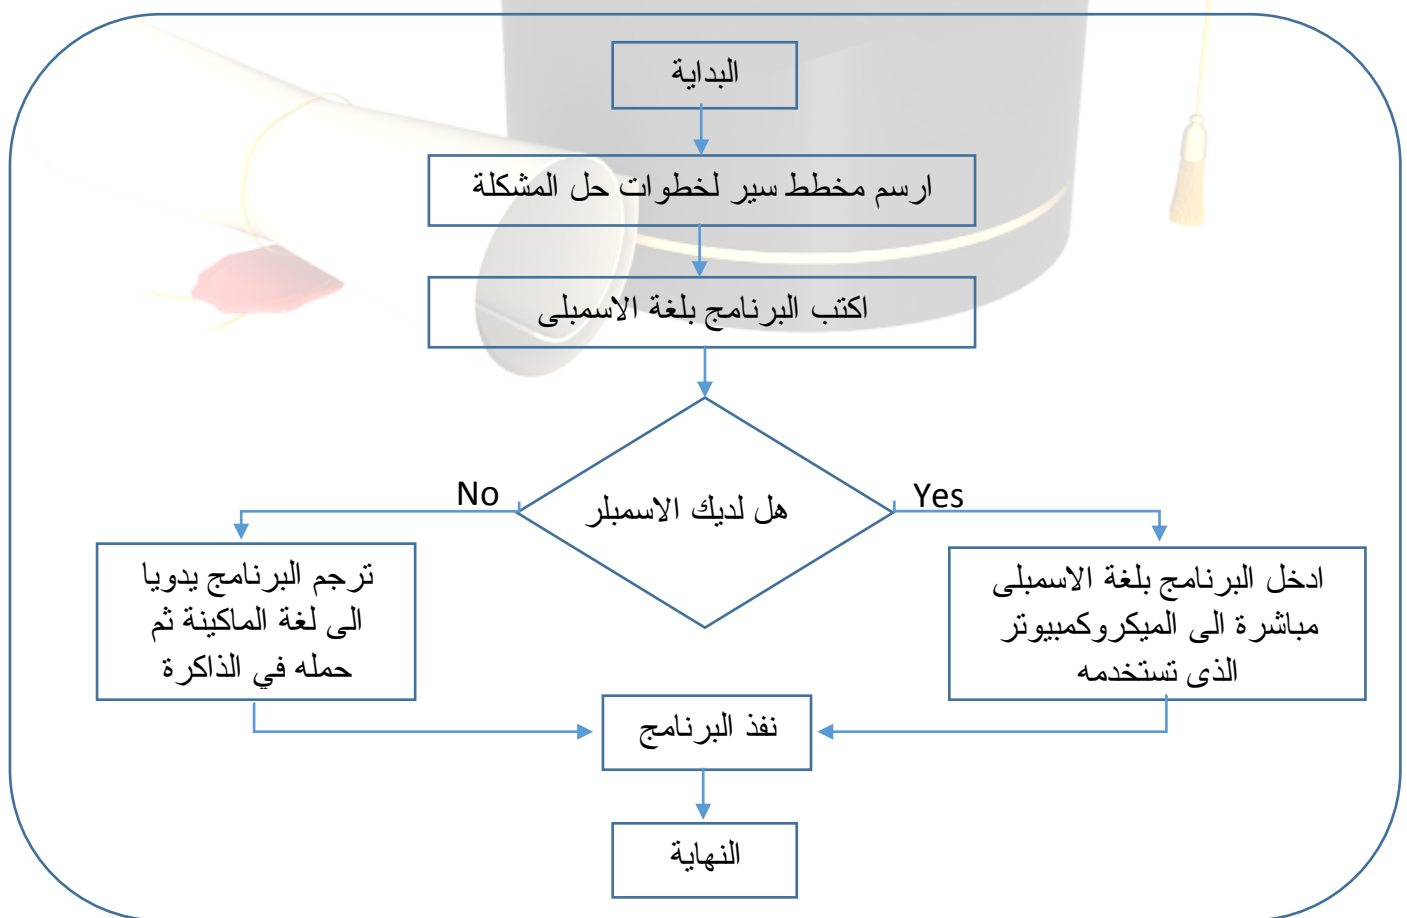 البداية
ارسم مخطط سير لخطوات حل المشكلة
اكتب البرنامج بلغة الاسمبلى
هل لديك الاسمبلر
Yes
No
ادخل البرنامج بلغة الاسمبلى
مباشرة الى الميكروكمبيوتر
الذى تستخدمه
ترجم البرنامج يدويا
الى لغة الماكينة ثم
حمله في الذاكرة
نفذ البرنامج
النهاية